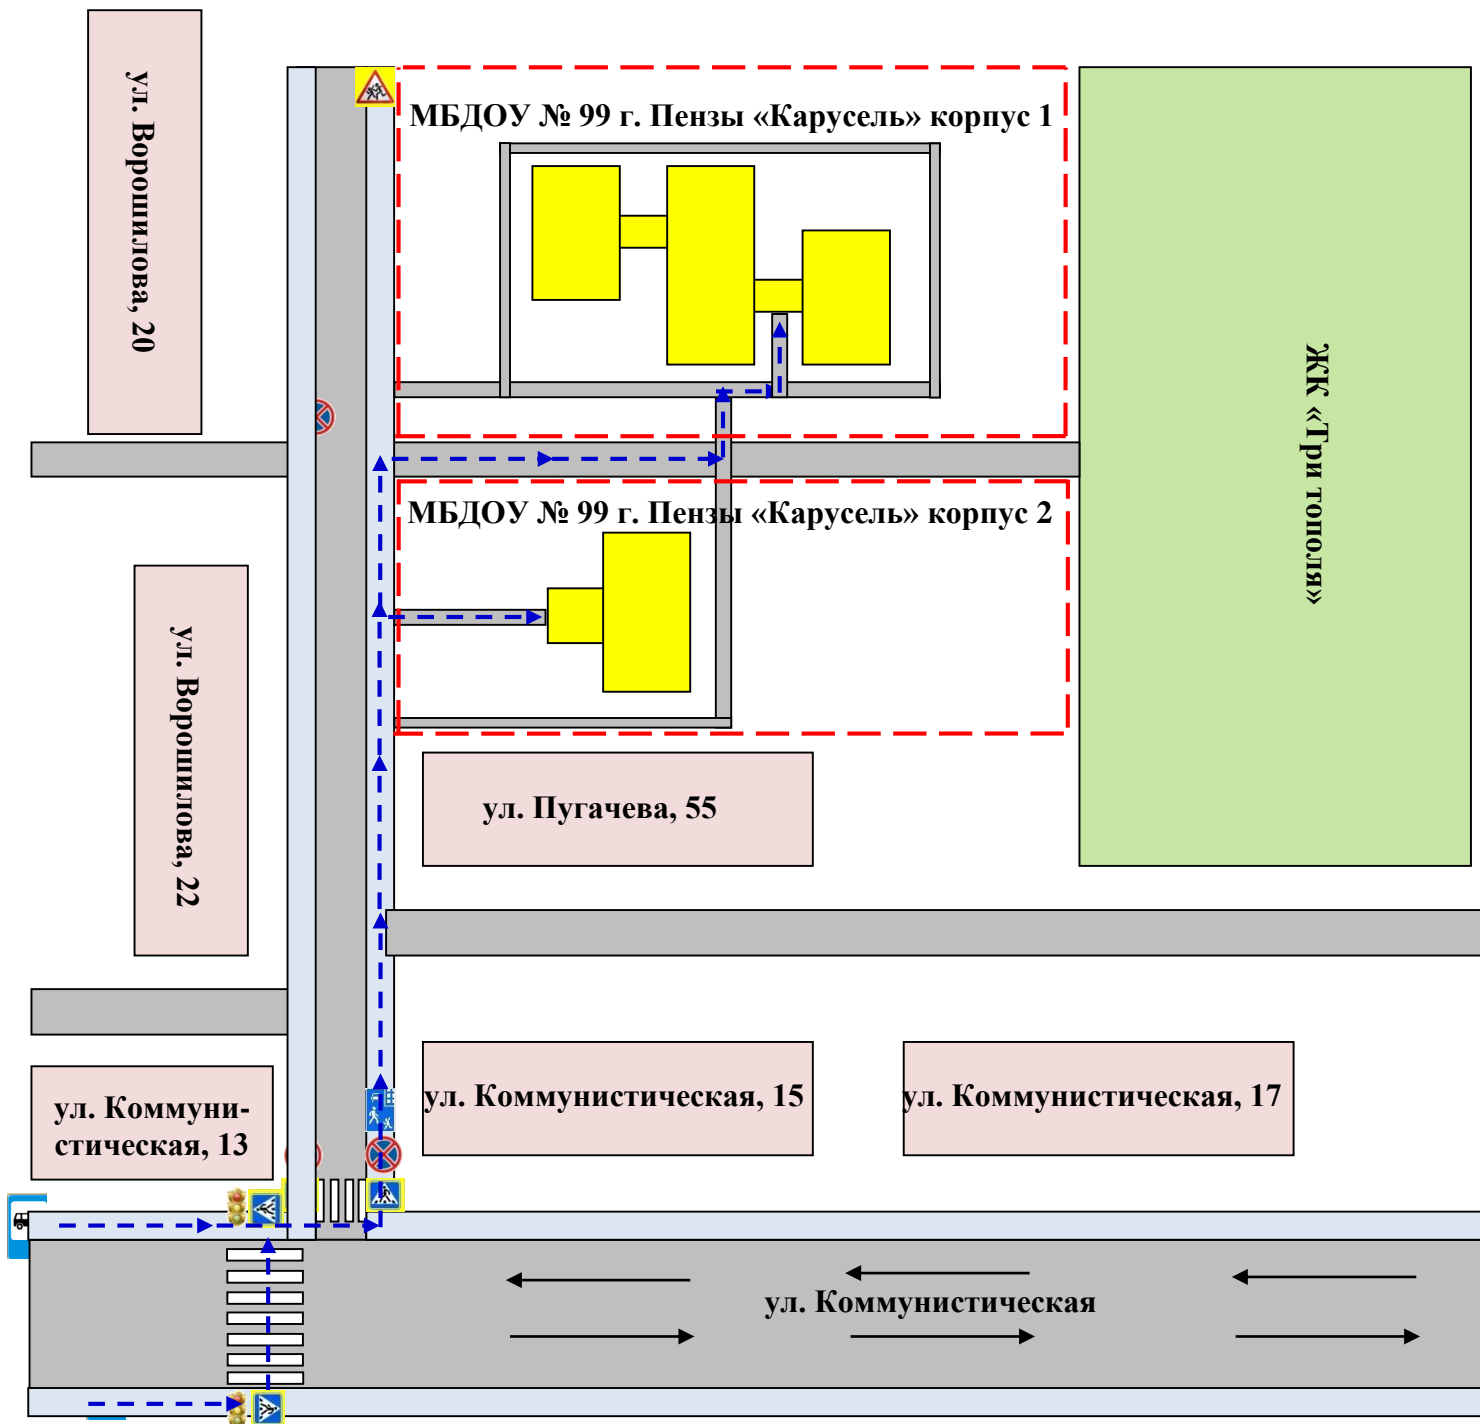 ул. Ворошилова, 20
МБДОУ № 99 г. Пензы «Карусель» корпус 1
ЖК «Три тополя»
МБДОУ № 99 г. Пензы «Карусель» корпус 2
ул. Ворошилова, 22
ул. Пугачева, 55
ул. Коммуни-
стическая, 13
ул. Коммунистическая, 15
ул. Коммунистическая, 17
ул. Коммунистическая